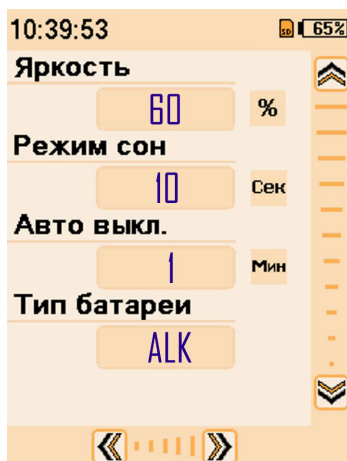 10:39:53 SD 65%
Яркость
60 %
Режим сон
10 Сек
Авто выкл.
1 Мин
Тип батареи
ALK